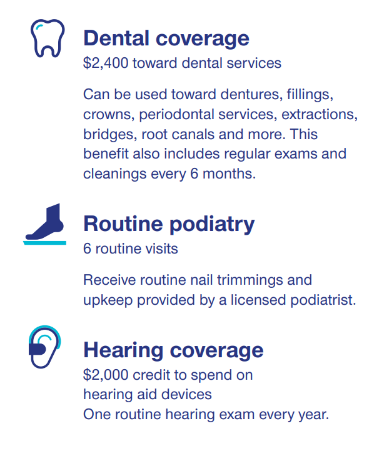 Dental coverage
$2,400 toward dental services
Can be used toward dentures, fillings,
crowns, periodontal services, extractions,
bridges, root canals and more. This
benefit also includes regular exams and
cleanings every 6 months.
Routine podiatry
6 routine visits
Receive routine nail trimmings and
upkeep provided by a licensed podiatrist.
Hearing coverage
$2,000 credit to spend on
hearing aid devices
One routine hearing exam every year.